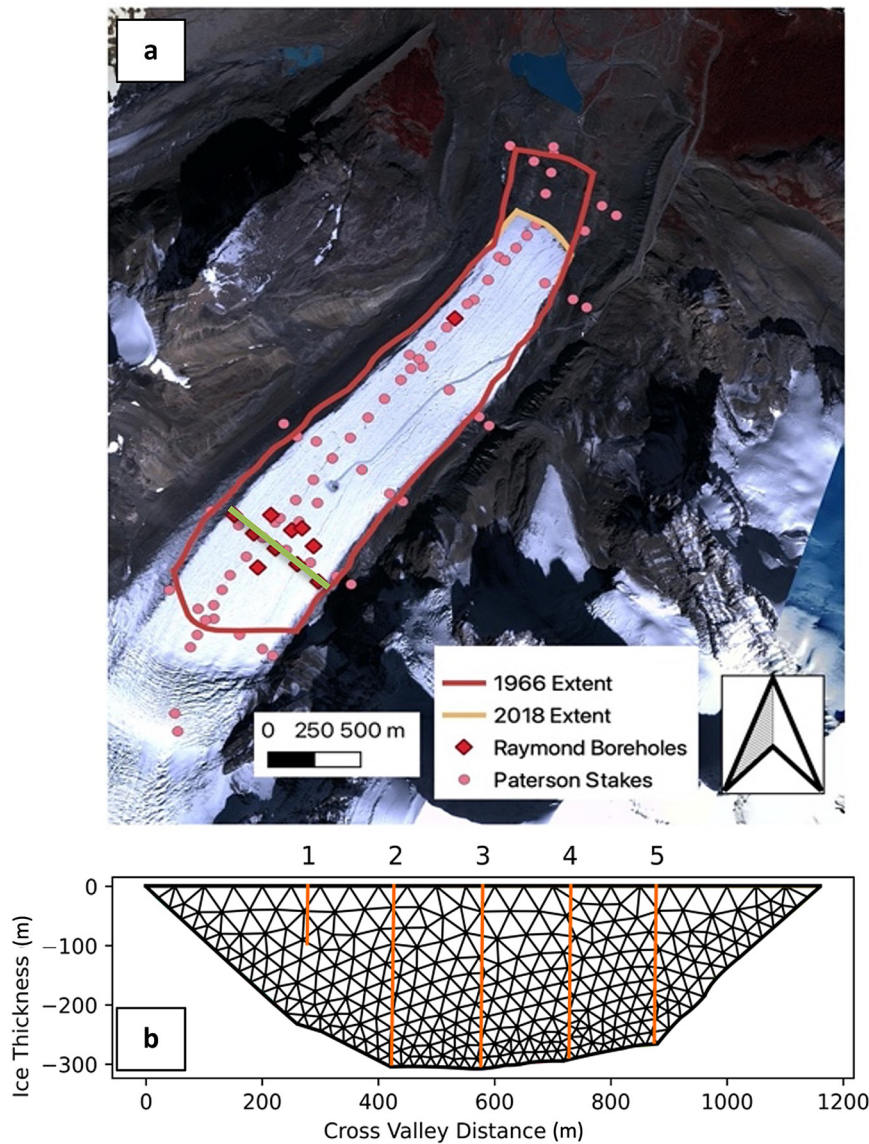 a
1966 Extent
2018 Extent
Raymond Boreholes
Paterson Stakes
0 250 500 m
1 2 3 4 5
0
−100
−200
−300
Ice Thickness (m)
b
0 200 400 600 800 1000 1200
Cross Valley Distance (m)